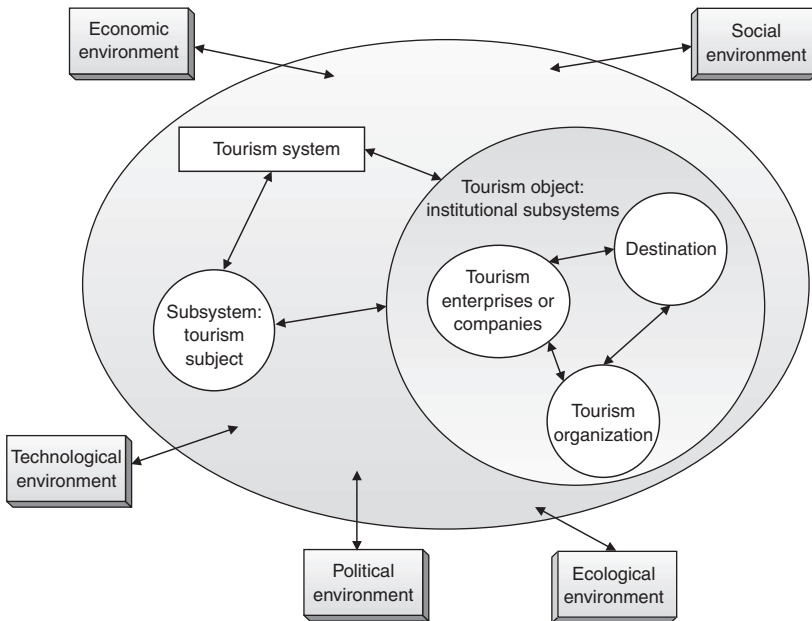 Economic
environment
Social
environment
Tourism system
Tourism object:
institutional subsystems
Destination
Tourism
enterprises or
companies
Subsystem:
tourism
subject
Tourism
organization
Technological
environment
Political
environment
Ecological
environment